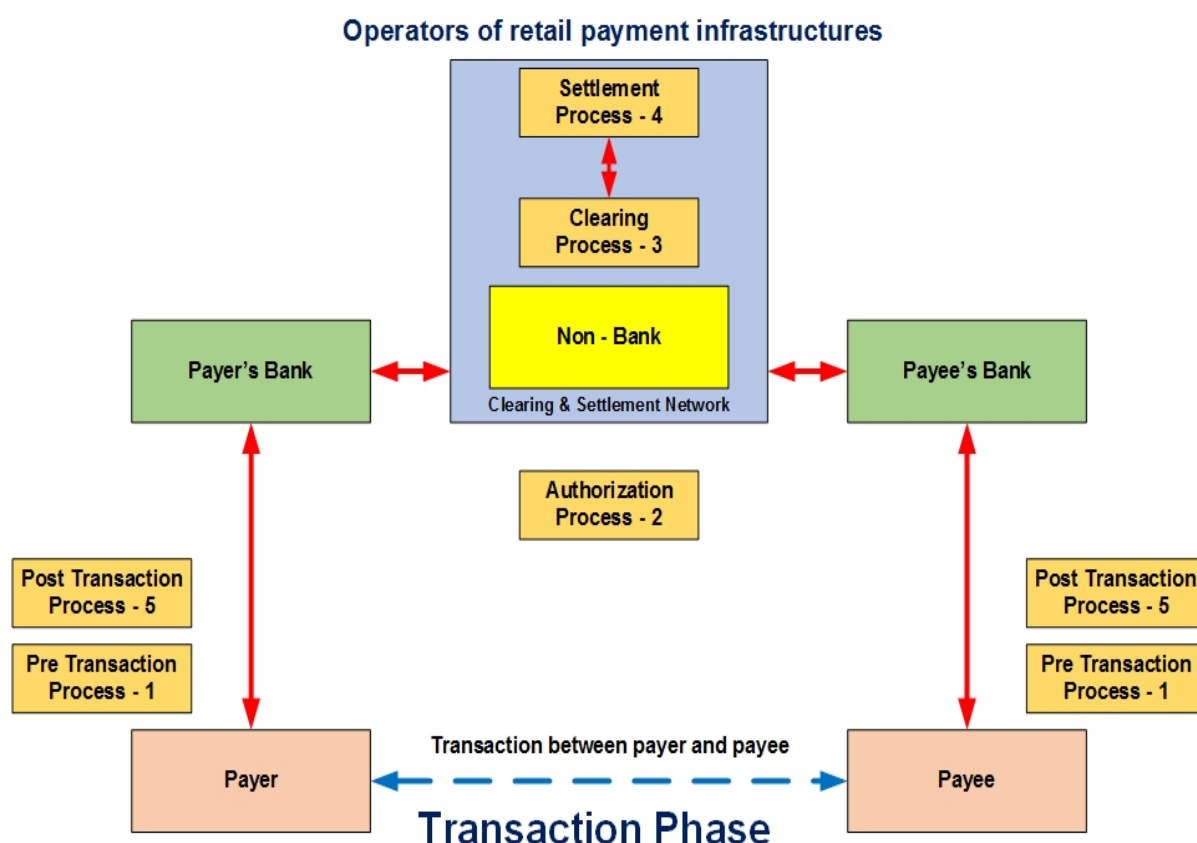 Operators of retail payment infrastructures
Settlement
Process - 4
Clearing
Process - 3
Non - Bank
Clearing & Settlement Network
Payer's Bank
Payee's Bank
Authorization
Process - 2
Post Transaction
Process - 5
Pre Transaction
Process - 1
Post Transaction
Process - 5
Pre Transaction
Process - 1
Transaction between payer and payee
Payer
Payee
Transaction Phase